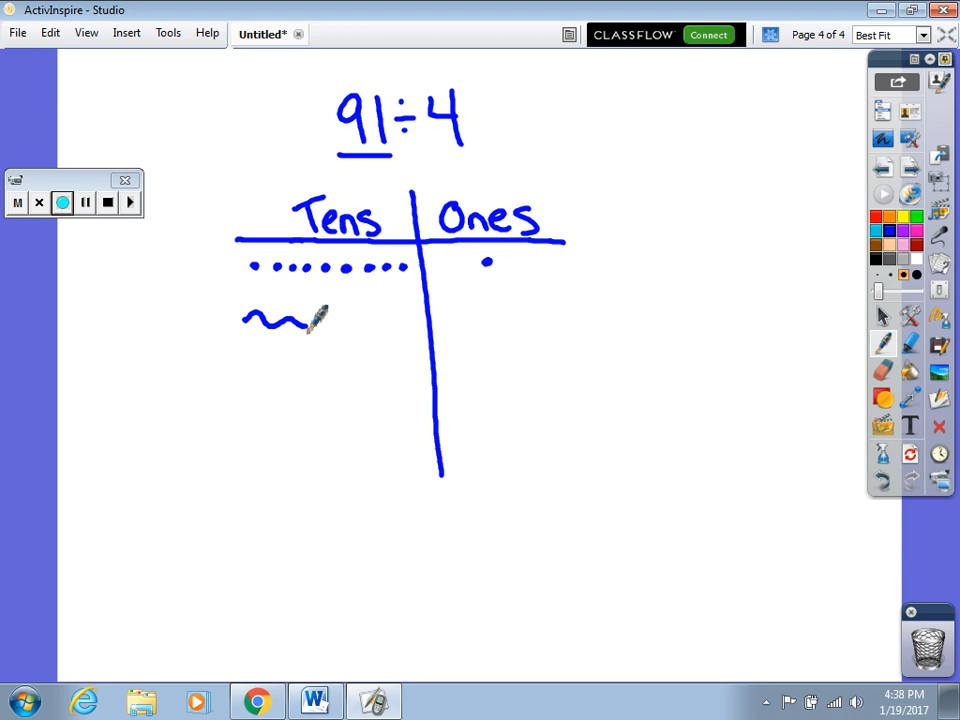 ActivInspire - Studio
File Edit View Insert Tools Help Untitled* CLASSFLOW Connect Page 4 of 4 Best Fit
91 ÷ 4
M
Tens Ones
T
W
4:38 PM
1/19/2017